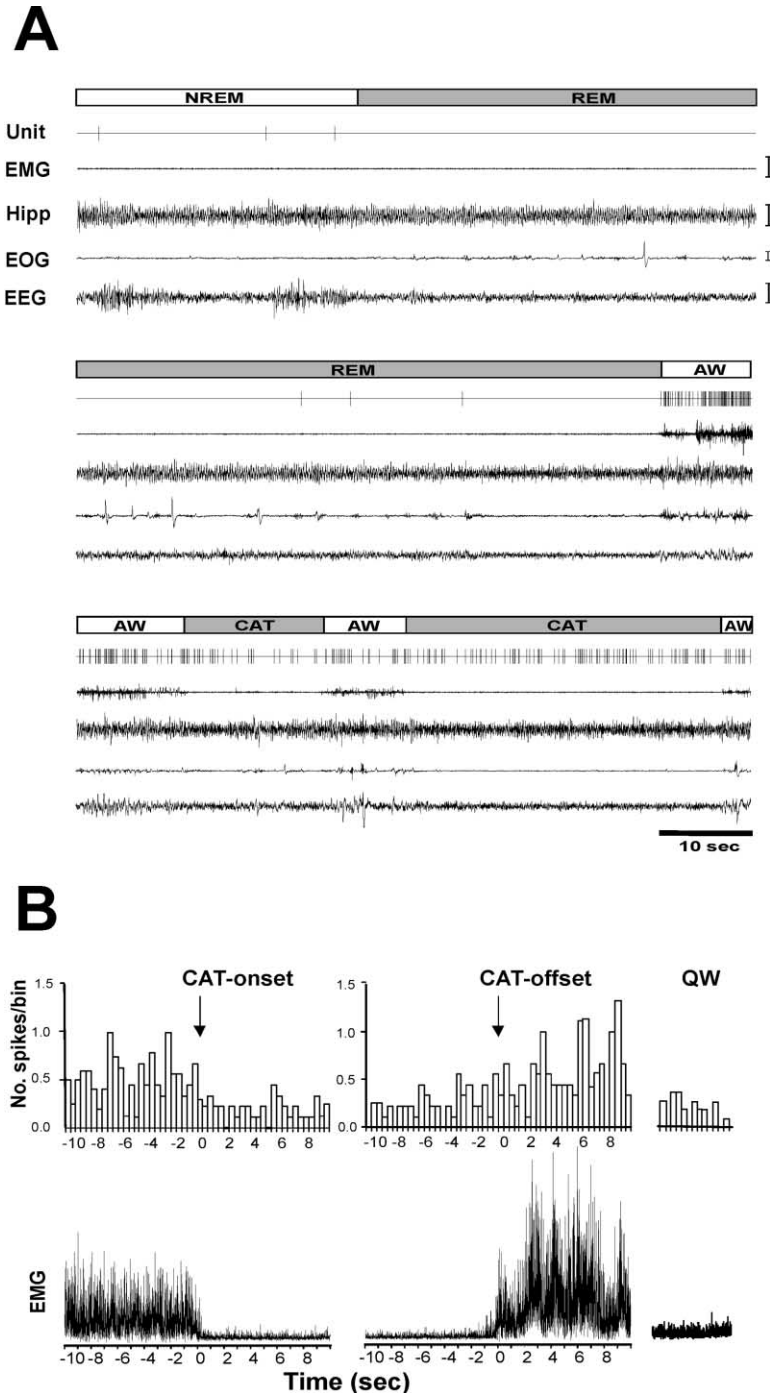 A
NREM REM
Unit
EMG
Hipp
EOG
EEG
REM AW
AW CAT AW CAT AW
10 sec
B
CAT-onset CAT-offset QW
No. spikes/bin
1.5 1.5
1.0 1.0
0.5 0.5
0.0 0.0
-10 -8 -6 -4 -2 0 2 4 6 8 -10 -8 -6 -4 -2 0 2 4 6 8
EMG
-10 -8 -6 -4 -2 0 2 4 6 8 -10 -8 -6 -4 -2 0 2 4 6 8
Time (sec)